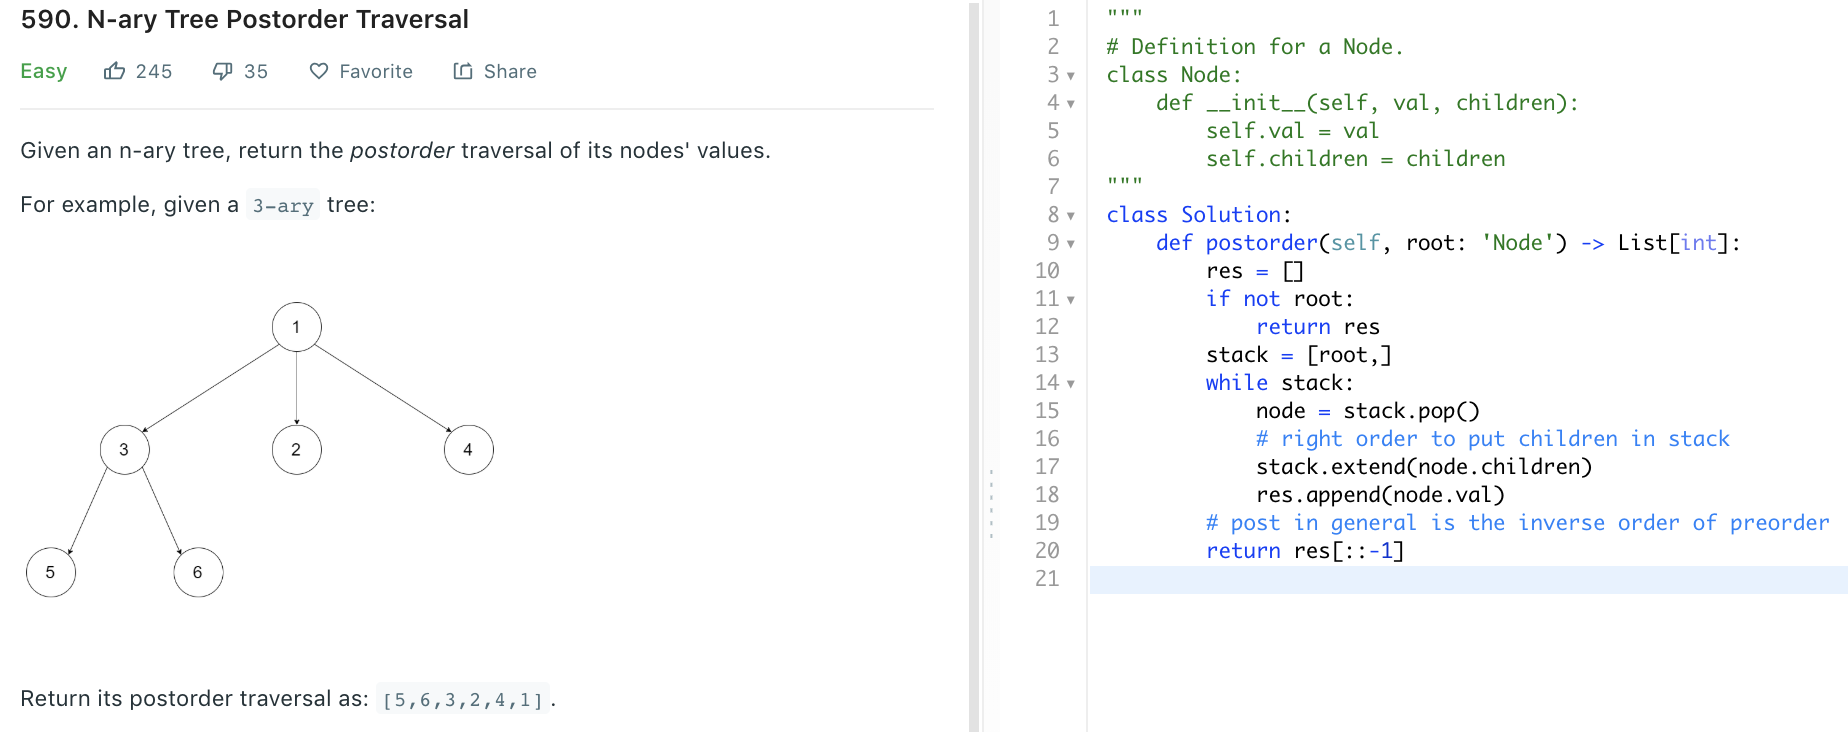 590. N-ary Tree Postorder Traversal
Easy 245 35 Favorite Share
Given an n-ary tree, return the postorder traversal of its nodes' values.
For example, given a 3-ary tree:
1
3 2 4
5 6
Return its postorder traversal as: [5,6,3,2,4,1].
1 """
2 # Definition for a Node.
3 class Node:
4     def __init__(self, val, children):
5         self.val = val
6         self.children = children
7 """
8 class Solution:
9     def postorder(self, root: 'Node') -> List[int]:
10         res = []
11         if not root:
12             return res
13         stack = [root,]
14         while stack:
15             node = stack.pop()
16             # right order to put children in stack
17             stack.extend(node.children)
18             res.append(node.val)
19         # post in general is the inverse order of preorder
20         return res[::-1]
21